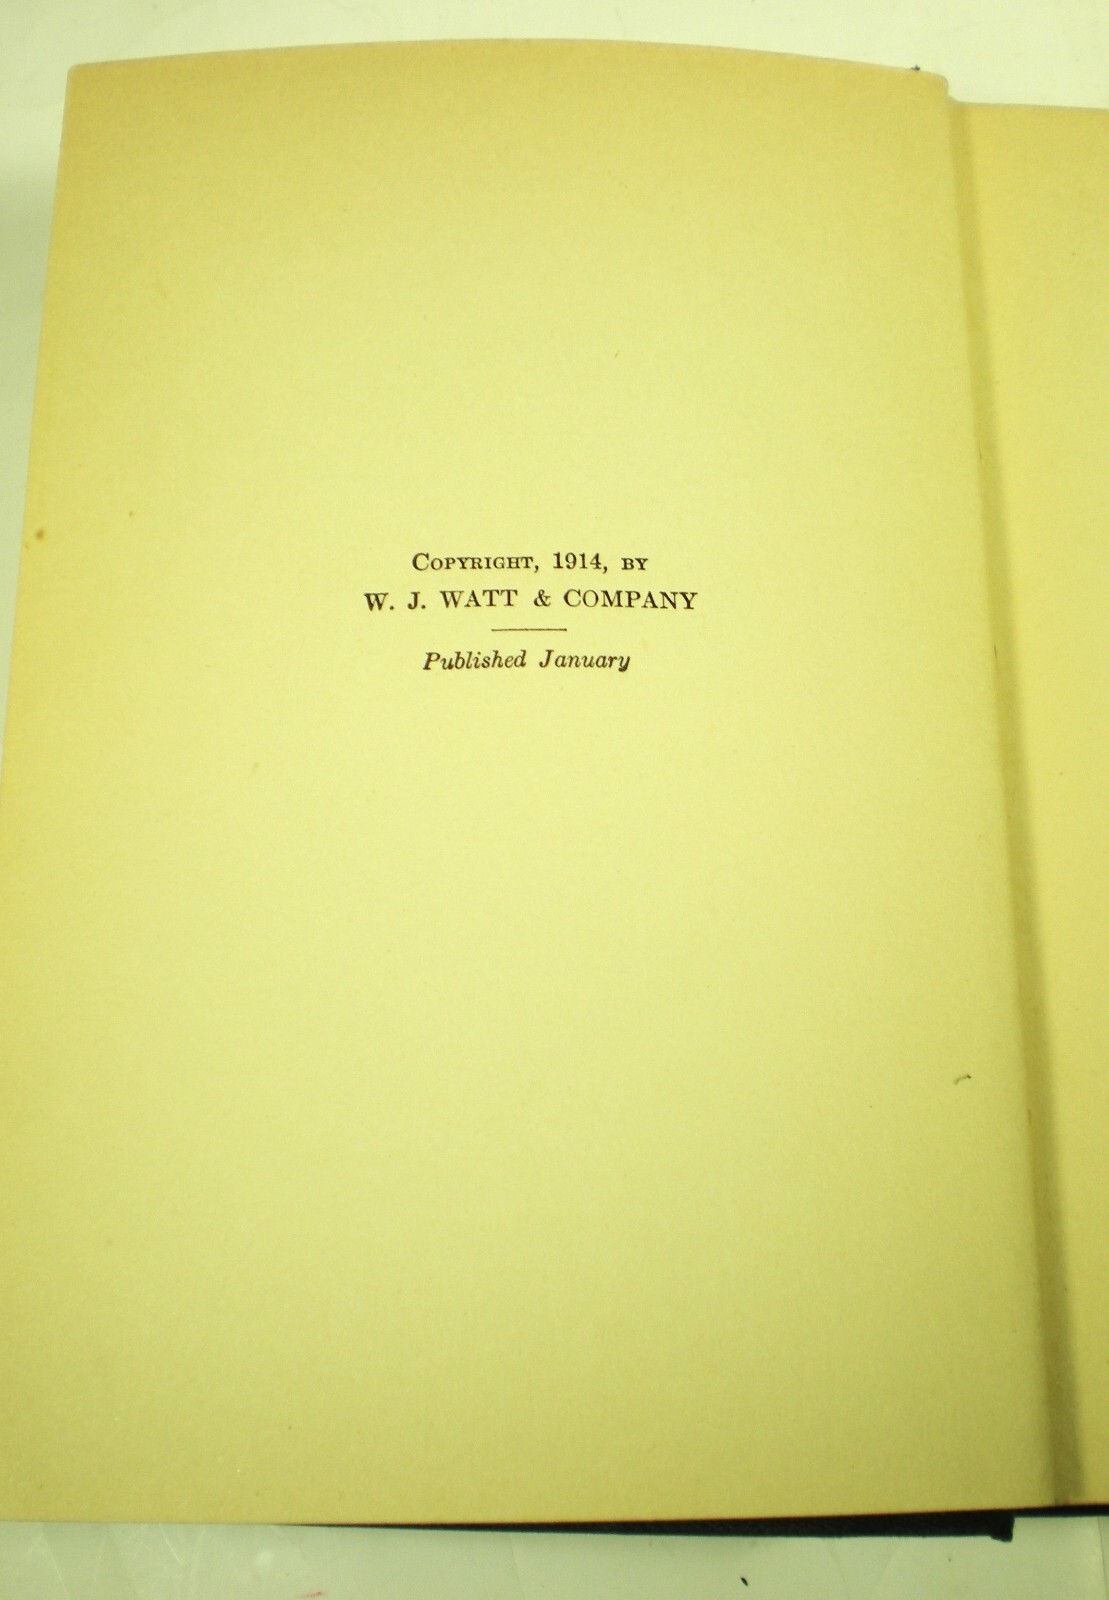 COPYRIGHT, 1914, BY
W. J. WATT & COMPANY
Published January